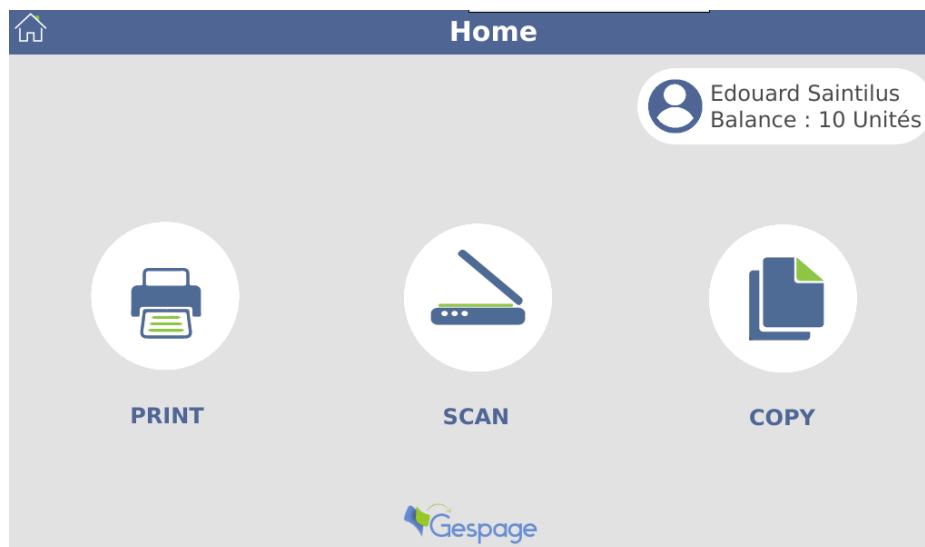 Home
Edouard Saintilus
Balance : 10 Unités
PRINT
SCAN
COPY
Gespage